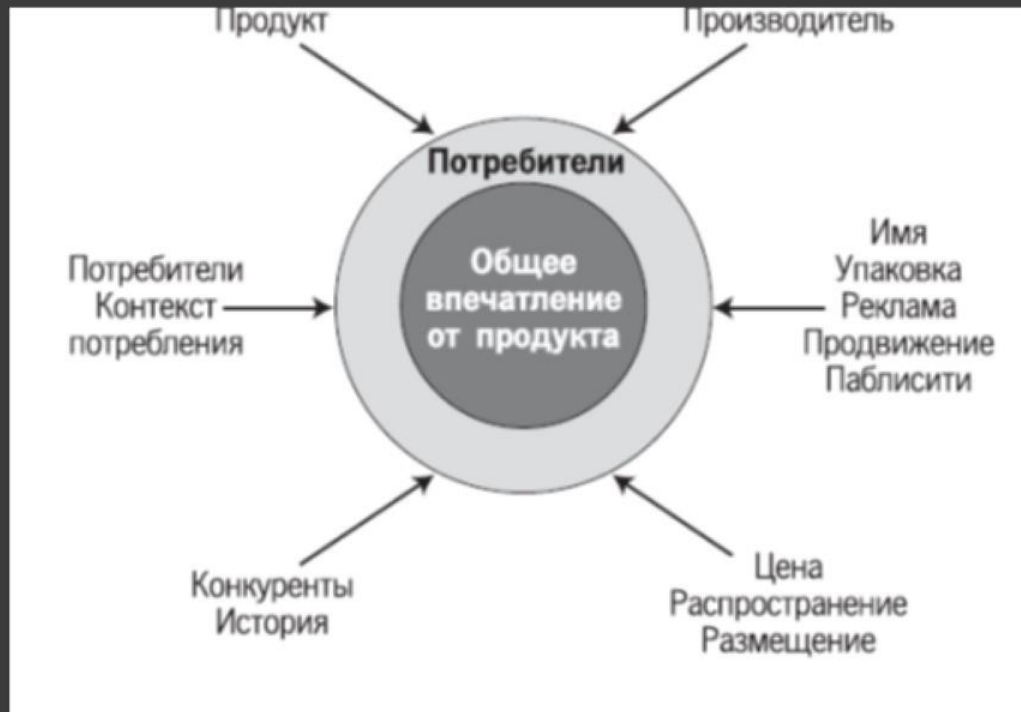 Продукт
Производитель
Потребители
Общее
впечатление
от продукта
Потребители
Контекст
потребления
Имя
Упаковка
Реклама
Продвижение
Паблисити
Конкуренты
История
Цена
Распространение
Размещение